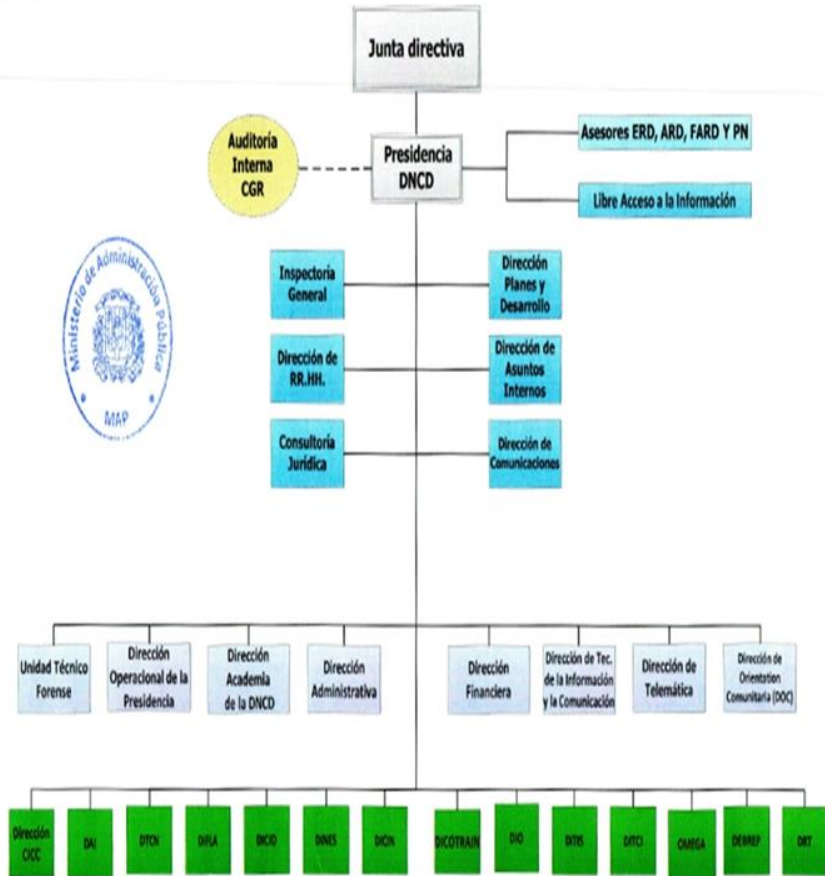 Junta directiva
Auditoría
Interna
CGR
Presidencia
DNCD
Asesores ERD, ARD, FARD Y PN
Libre Acceso a la Información
Ministerio de Administración Pública
MAP
Inspectoría
General
Dirección
Planes y
Desarrollo
Dirección de
RR.HH.
Dirección de
Asuntos
Internos
Consultoría
Jurídica
Dirección de
Comunicaciones
Unidad Técnico
Forense
Dirección
Operacional de la
Presidencia
Dirección
Academia
de la DNCD
Dirección
Administrativa
Dirección
Financiera
Dirección de Tec.
de la Información
y la Comunicación
Dirección de
Telemática
Dirección de
Orientation
Comunitaria (DOC)
Dirección
CICC
DAI
DTCN
DIFLA
DICID
DINES
DICIN
DICOTRAIN
DIO
DITIS
DITCI
OMEGA
DEBREP
DRT